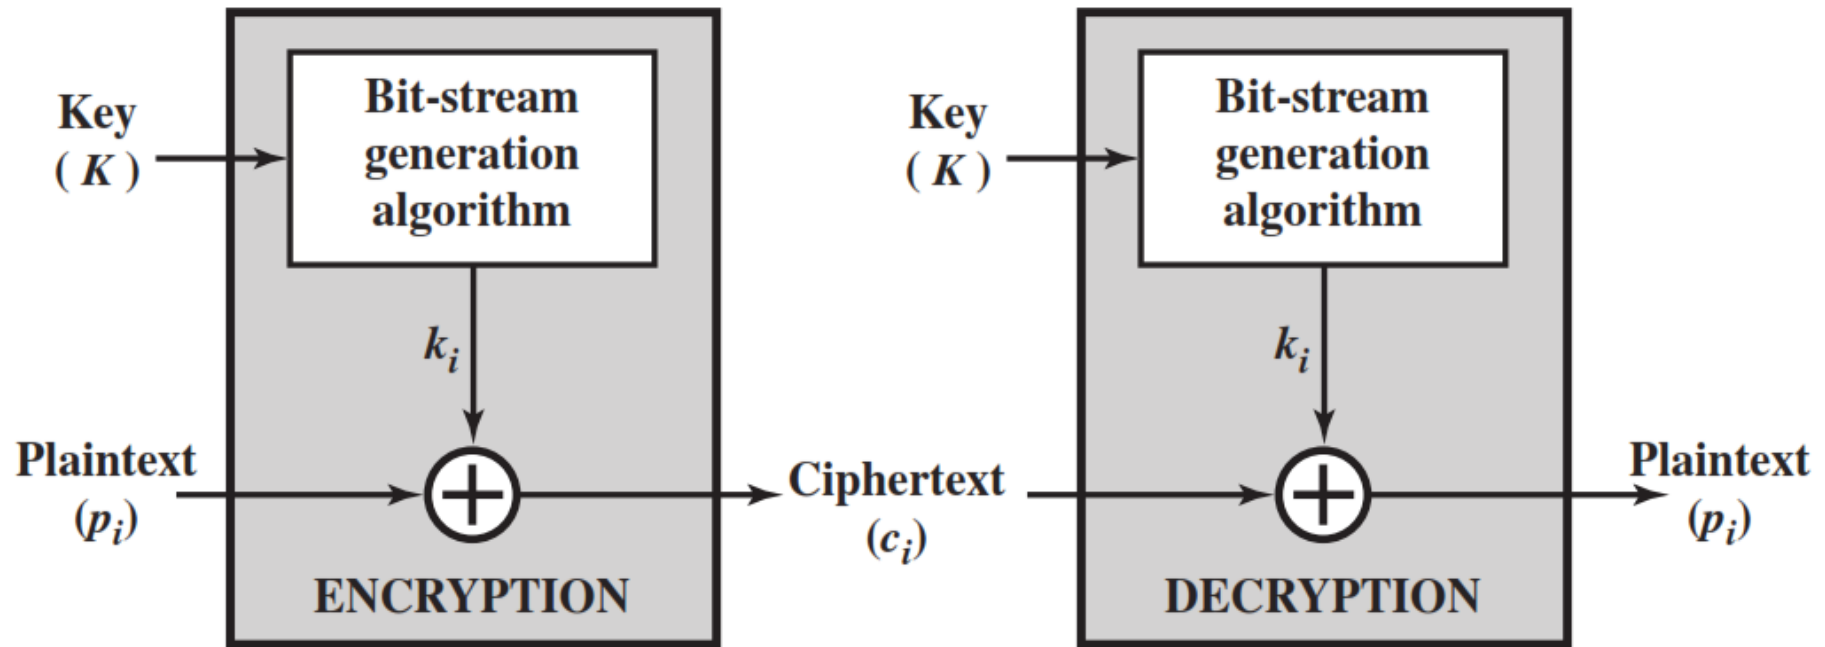 Key
( K )
Bit-stream
generation
algorithm
k_i
Plaintext
(p_i)
ENCRYPTION
Ciphertext
(c_i)
Key
( K )
Bit-stream
generation
algorithm
k_i
Plaintext
(p_i)
DECRYPTION